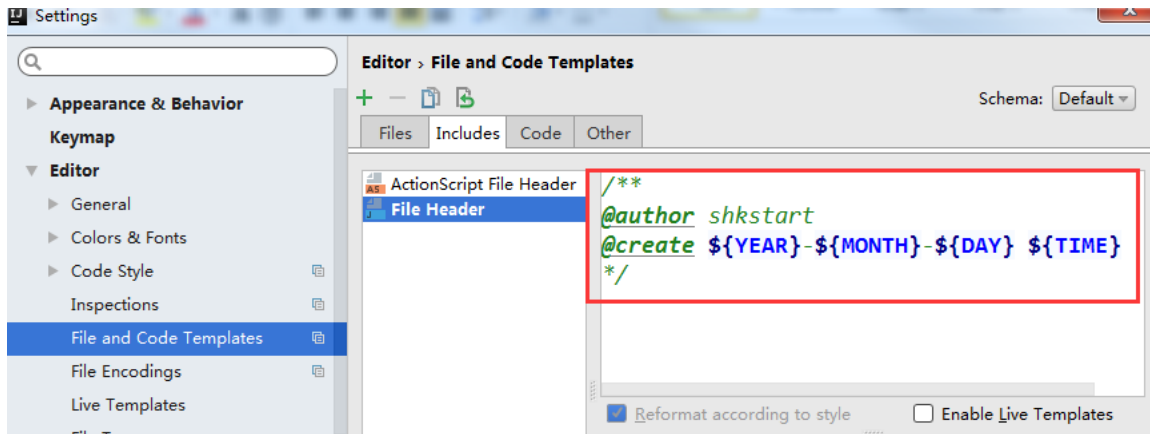 Settings
Editor › File and Code Templates
Schema: Default
Files Includes Code Other
Appearance & Behavior
Keymap
Editor
General
Colors & Fonts
Code Style
Inspections
File and Code Templates
File Encodings
Live Templates
AS ActionScript File Header
J File Header
/**
@author shkstart
@create ${YEAR}-${MONTH}-${DAY} ${TIME}
*/
Reformat according to style
Enable Live Templates